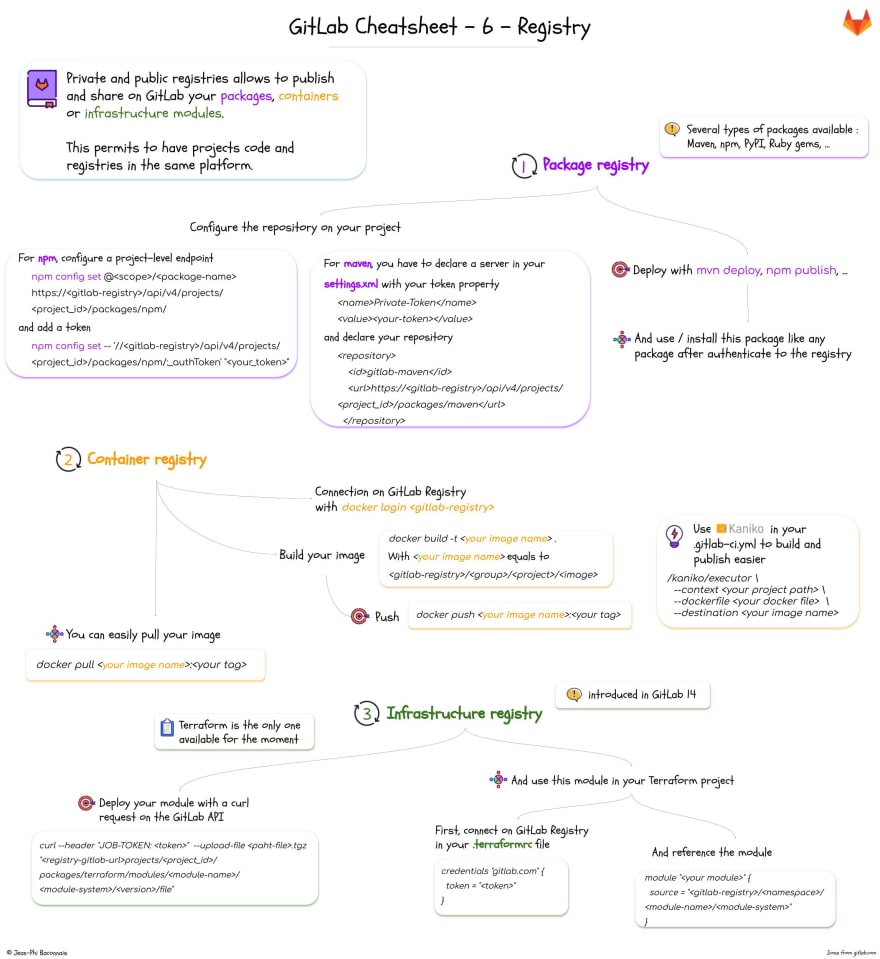 GitLab Cheatsheet - 6 - Registry
Private and public registries allows to publish
and share on GitLab your packages, containers
or infrastructure modules.
This permits to have projects code and
registries in the same platform.
Several types of packages available :
Maven, npm, PyPI, Ruby gems, ...
1 Package registry
Configure the repository on your project
For npm, configure a project-level endpoint
npm config set @<scope>/<package-name>
https://<gitlab-registry>/api/v4/projects/
<project_id>/packages/npm/
and add a token
npm config set -- '//<gitlab-registry>/api/v4/projects/
<project_id>/packages/npm/:_authToken' "<your_token>"
For maven, you have to declare a server in your
settings.xml with your token property
<name>Private-Token</name>
<value><your-token></value>
and declare your repository
<repository>
<id>gitlab-maven</id>
<url>https://<gitlab-registry>/api/v4/projects/
<project_id>/packages/maven</url>
</repository>
Deploy with mvn deploy, npm publish, ...
And use / install this package like any
package after authenticate to the registry
2 Container registry
Connection on GitLab Registry
with docker login <gitlab-registry>
Build your image
docker build -t <your image name> .
With <your image name> equals to
<gitlab-registry>/<group>/<project>/<image>
Push
docker push <your image name>:<your tag>
You can easily pull your image
docker pull <your image name>:<your tag>
Use Kaniko in your
.gitlab-ci.yml to build and
publish easier
/kaniko/executor \
--context <your project path> \
--dockerfile <your docker file> \
--destination <your image name>
3 Infrastructure registry
introduced in GitLab 14
Terraform is the only one
available for the moment
Deploy your module with a curl
request on the GitLab API
curl --header "JOB-TOKEN: <token>" --upload-file <paht-file>.tgz
"<registry-gitlab-url>projects/<project_id>/
packages/terraform/modules/<module-name>/
<module-system>/<version>/file"
And use this module in your Terraform project
First, connect on GitLab Registry
in your .terraformrc file
credentials "gitlab.com" {
token = "<token>"
}
And reference the module
module "<your module>" {
source = "<gitlab-registry>/<namespace>/
<module-name>/<module-system>"
}
© Jean-Phi Baconnais
Icons from gitlab.com